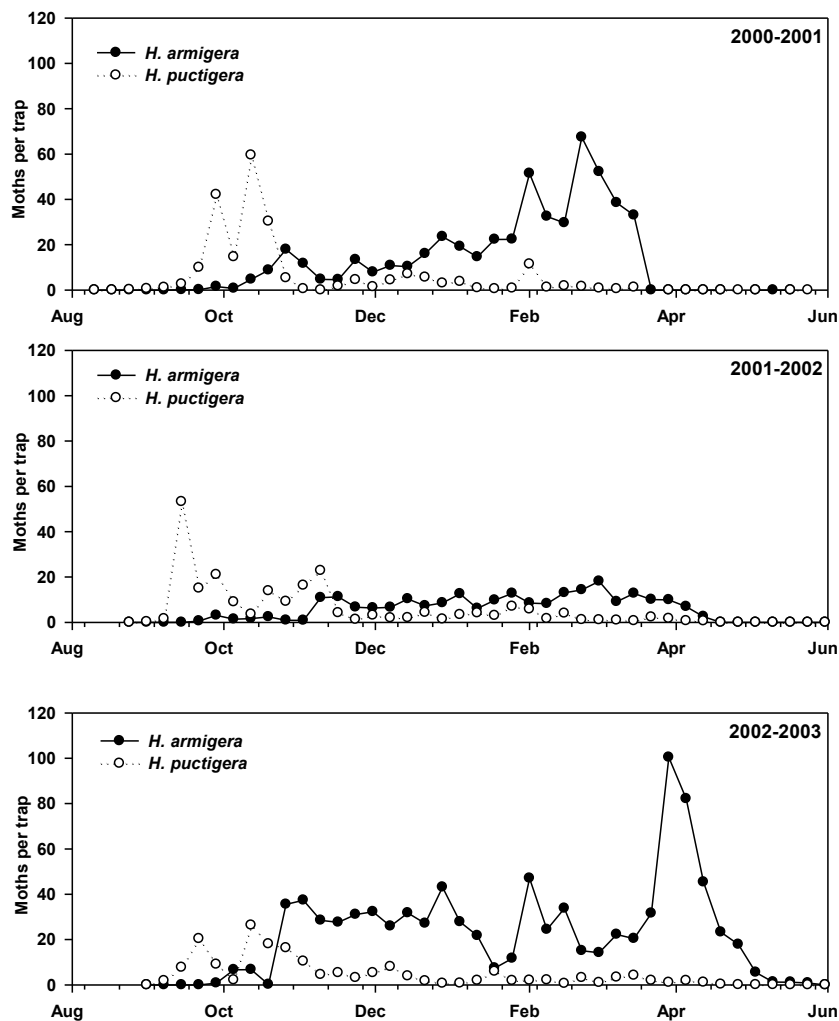 120
2000-2001
100
H. armigera
H. puctigera
80
60
40
20
0
Moths per trap
Aug Oct Dec Feb Apr Jun
120
2001-2002
100
H. armigera
H. puctigera
80
60
40
20
0
Moths per trap
Aug Oct Dec Feb Apr Jun
120
2002-2003
100
H. armigera
H. puctigera
80
60
40
20
0
Moths per trap
Aug Oct Dec Feb Apr Jun